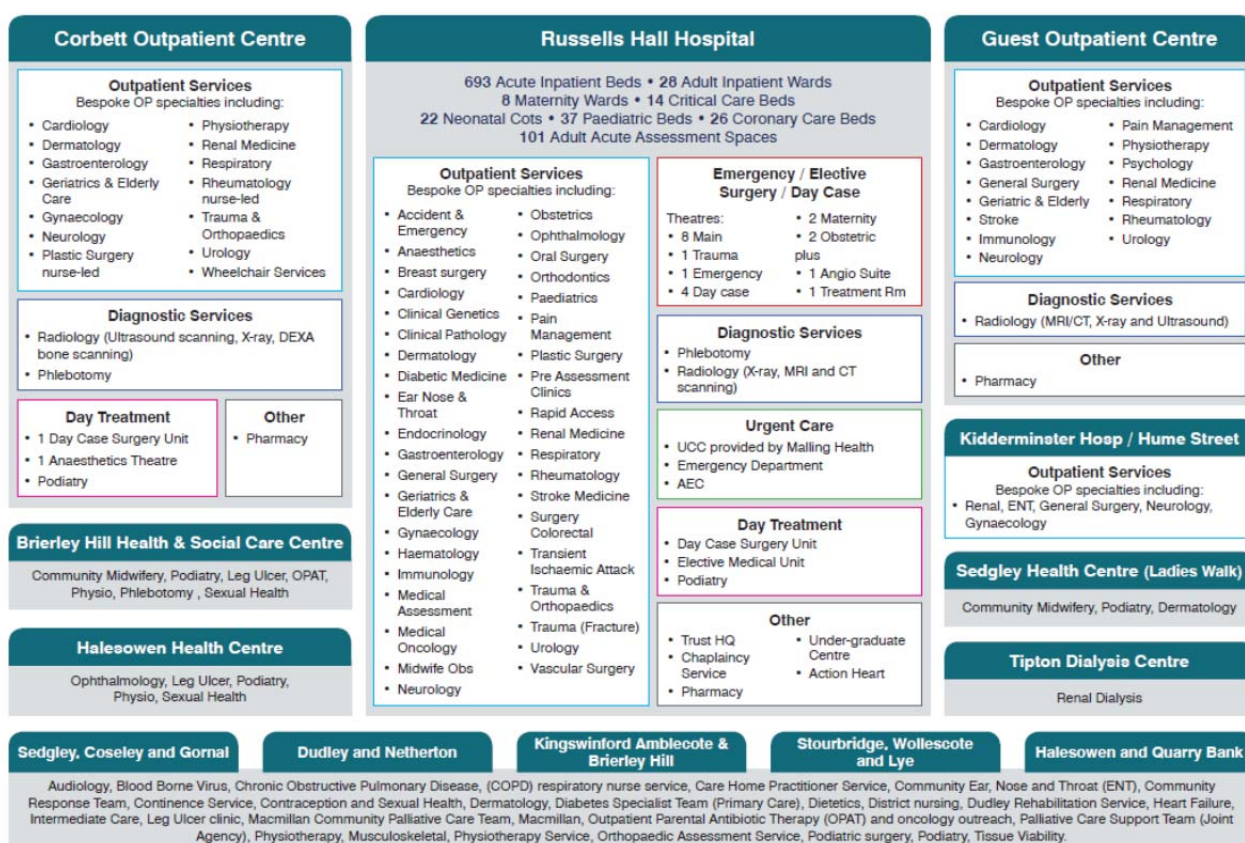 Corbett Outpatient Centre
Outpatient Services
Bespoke OP specialties including:
• Cardiology
• Dermatology
• Gastroenterology
• Geriatrics & Elderly
Care
• Gynaecology
• Neurology
• Plastic Surgery
nurse-led
• Physiotherapy
• Renal Medicine
• Respiratory
• Rheumatology
nurse-led
• Trauma &
Orthopaedics
• Urology
• Wheelchair Services
Diagnostic Services
• Radiology (Ultrasound scanning, X-ray, DEXA
bone scanning)
• Phlebotomy
Day Treatment
• 1 Day Case Surgery Unit
• 1 Anaesthetics Theatre
• Podiatry
Other
• Pharmacy
Brierley Hill Health & Social Care Centre
Community Midwifery, Podiatry, Leg Ulcer, OPAT,
Physio, Phlebotomy , Sexual Health
Halesowen Health Centre
Ophthalmology, Leg Ulcer, Podiatry,
Physio, Sexual Health
Russells Hall Hospital
693 Acute Inpatient Beds • 28 Adult Inpatient Wards
8 Maternity Wards • 14 Critical Care Beds
22 Neonatal Cots • 37 Paediatric Beds • 26 Coronary Care Beds
101 Adult Acute Assessment Spaces
Outpatient Services
Bespoke OP specialties including:
• Accident &
Emergency
• Anaesthetics
• Breast surgery
• Cardiology
• Clinical Genetics
• Clinical Pathology
• Dermatology
• Diabetic Medicine
• Ear Nose &
Throat
• Endocrinology
• Gastroenterology
• General Surgery
• Geriatrics &
Elderly Care
• Gynaecology
• Haematology
• Immunology
• Medical
Assessment
• Medical
Oncology
• Midwife Obs
• Neurology
• Obstetrics
• Ophthalmology
• Oral Surgery
• Orthodontics
• Paediatrics
• Pain
Management
• Plastic Surgery
• Pre Assessment
Clinics
• Rapid Access
• Renal Medicine
• Respiratory
• Rheumatology
• Stroke Medicine
• Surgery
Colorectal
• Transient
Ischaemic Attack
• Trauma &
Orthopaedics
• Trauma (Fracture)
• Urology
• Vascular Surgery
Emergency / Elective
Surgery / Day Case
Theatres:
• 8 Main
• 1 Trauma
• 1 Emergency
• 4 Day case
• 2 Maternity
• 2 Obstetric
plus
• 1 Angio Suite
• 1 Treatment Rm
Diagnostic Services
• Phlebotomy
• Radiology (X-ray, MRI and CT
scanning)
Urgent Care
• UCC provided by Malling Health
• Emergency Department
• AEC
Day Treatment
• Day Case Surgery Unit
• Elective Medical Unit
• Podiatry
Other
• Trust HQ
• Chaplaincy
Service
• Pharmacy
• Under-graduate
Centre
• Action Heart
Guest Outpatient Centre
Outpatient Services
Bespoke OP specialties including:
• Cardiology
• Dermatology
• Gastroenterology
• General Surgery
• Geriatric & Elderly
• Stroke
• Immunology
• Neurology
• Pain Management
• Physiotherapy
• Psychology
• Renal Medicine
• Respiratory
• Rheumatology
• Urology
Diagnostic Services
• Radiology (MRI/CT, X-ray and Ultrasound)
Other
• Pharmacy
Kidderminster Hosp / Hume Street
Outpatient Services
Bespoke OP specialties including:
• Renal, ENT, General Surgery, Neurology,
Gynaecology
Sedgley Health Centre (Ladies Walk)
Community Midwifery, Podiatry, Dermatology
Tipton Dialysis Centre
Renal Dialysis
Sedgley, Coseley and Gornal
Dudley and Netherton
Kingswinford Amblecote &
Brierley Hill
Stourbridge, Wollescote
and Lye
Halesowen and Quarry Bank
Audiology, Blood Borne Virus, Chronic Obstructive Pulmonary Disease, (COPD) respiratory nurse service, Care Home Practitioner Service, Community Ear, Nose and Throat (ENT), Community
Response Team, Continence Service, Contraception and Sexual Health, Dermatology, Diabetes Specialist Team (Primary Care), Dietetics, District nursing, Dudley Rehabilitation Service, Heart Failure,
Intermediate Care, Leg Ulcer clinic, Macmillan Community Palliative Care Team, Macmillan, Outpatient Parental Antibiotic Therapy (OPAT) and oncology outreach, Palliative Care Support Team (Joint
Agency), Physiotherapy, Musculoskeletal, Physiotherapy Service, Orthopaedic Assessment Service, Podiatric surgery, Podiatry, Tissue Viability.